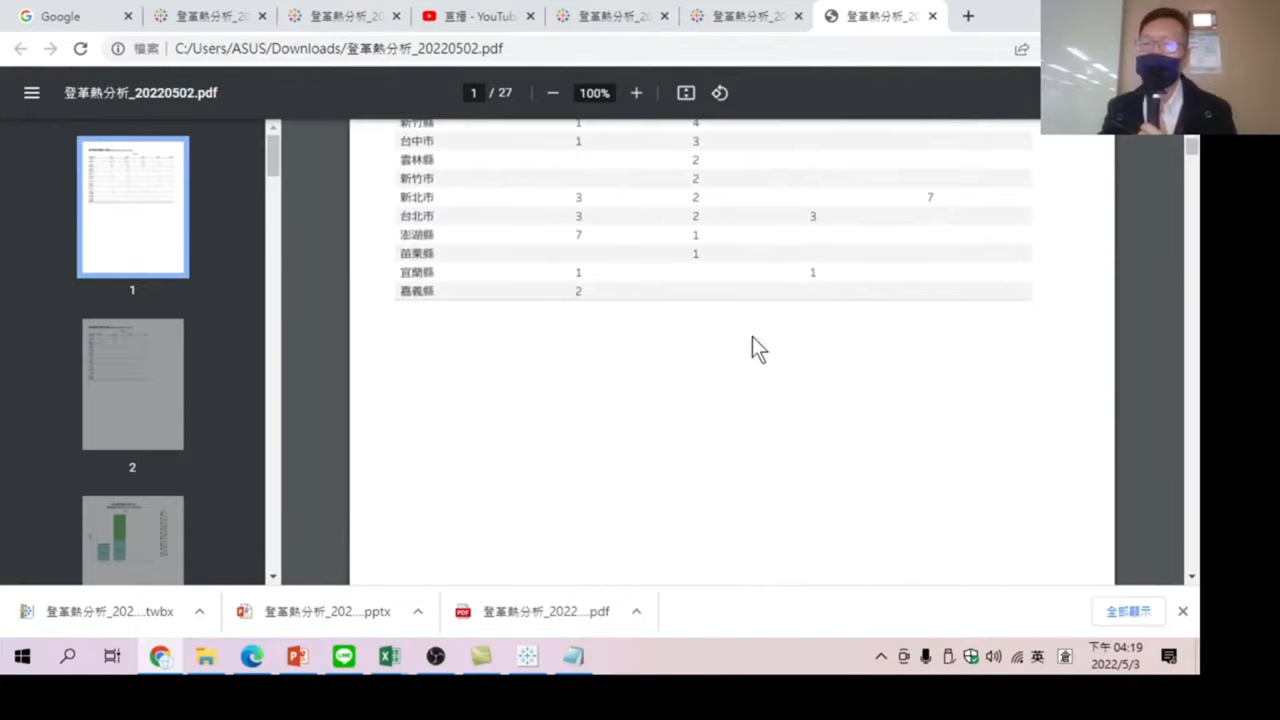 Google
登革熱分析_20
登革熱分析_20
直播 - YouTub
登革熱分析_20
登革熱分析_20
登革熱分析_20
檔案 | C:/Users/ASUS/Downloads/登革熱分析_20220502.pdf
登革熱分析_20220502.pdf
1 / 27
100%
新竹縣 1 4
台中市 1 3
雲林縣 2
新竹市 2
新北市 3 2 7
台北市 3 2 3
澎湖縣 7 1
苗栗縣 1
宜蘭縣 1 1
嘉義縣 2
1
2
登革熱分析_202....twbx
登革熱分析_202....pptx
登革熱分析_2022....pdf
全部顯示
英
倉
下午 04:19
2022/5/3